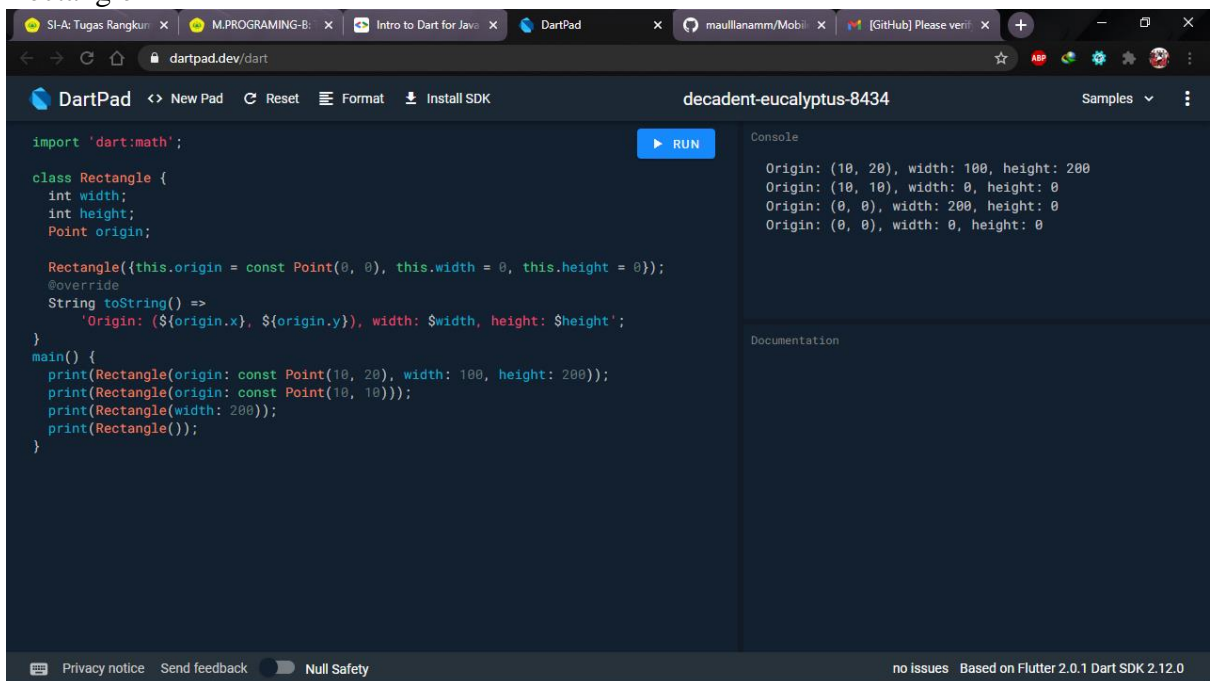 SI-A: Tugas Rangkun
M.PROGRAMING-B:
Intro to Dart for Java
DartPad
maulllanamm/Mobil
[GitHub] Please verif
dartpad.dev/dart
ABP
DartPad
<> New Pad
Reset
Format
Install SDK
decadent-eucalyptus-8434
Samples
import 'dart:math';
RUN
class Rectangle {
int width;
int height;
Point origin;
Rectangle({this.origin = const Point(0, 0), this.width = 0, this.height = 0});
@override
String toString() =>
'Origin: (${origin.x}, ${origin.y}), width: $width, height: $height';
}
main() {
print(Rectangle(origin: const Point(10, 20), width: 100, height: 200));
print(Rectangle(origin: const Point(10, 10)));
print(Rectangle(width: 200));
print(Rectangle());
}
Console
Origin: (10, 20), width: 100, height: 200
Origin: (10, 10), width: 0, height: 0
Origin: (0, 0), width: 200, height: 0
Origin: (0, 0), width: 0, height: 0
Documentation
Privacy notice
Send feedback
Null Safety
no issues
Based on Flutter 2.0.1 Dart SDK 2.12.0